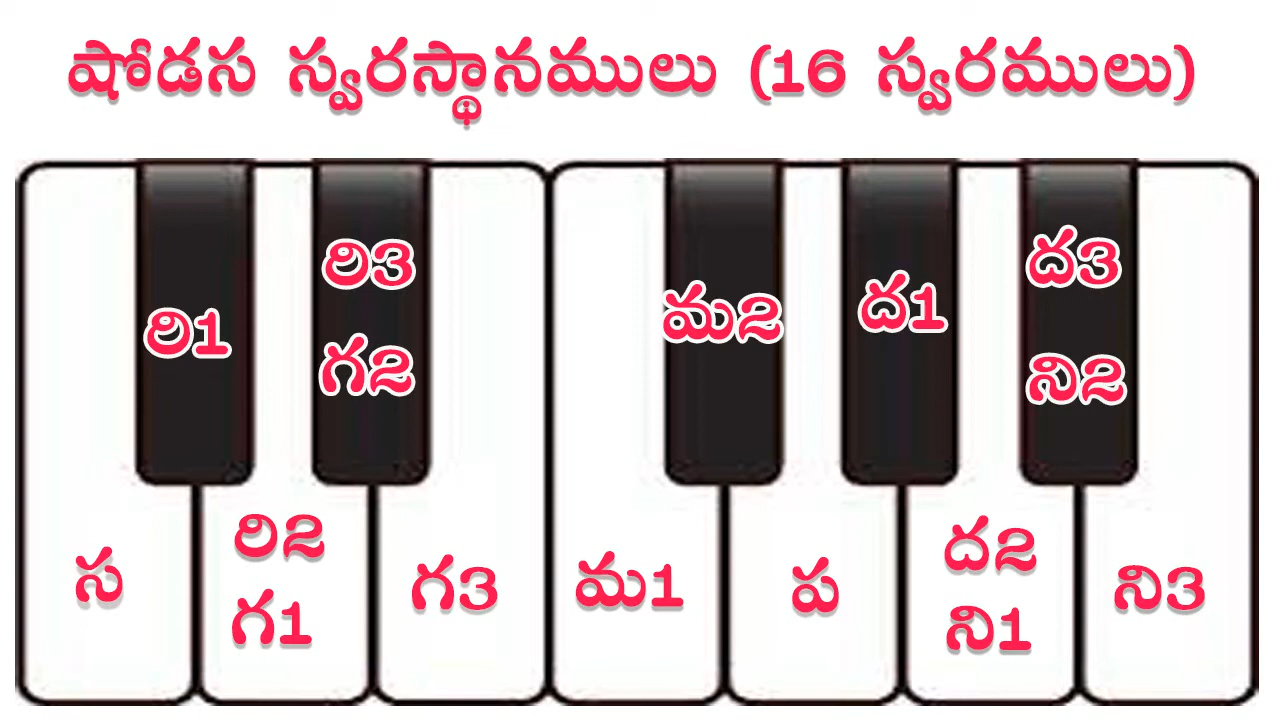 షోడస స్వరస్థానములు (16 స్వరములు)
రి1
రి3
గ2
మ2
ద1
ద3
ని2
స
రి2
గ1
గ3
మ1
ప
ద2
ని1
ని3